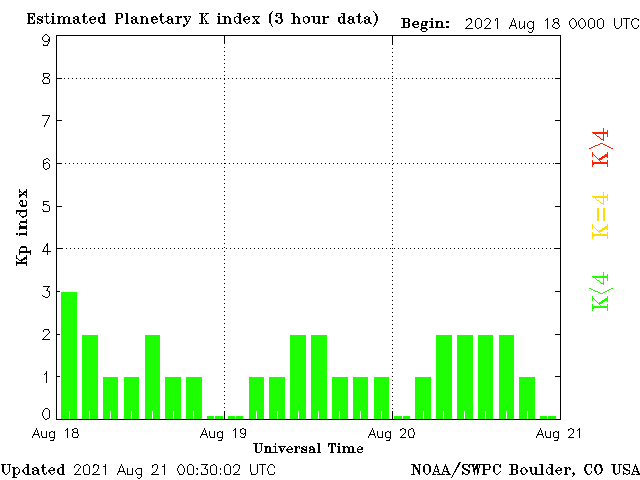 Estimated Planetary K index (3 hour data)
Begin: 2021 Aug 18 0000 UTC
9
8
7
6
5
4
3
2
1
0
Kp index
K>4
K=4
K<4
Aug 18
Aug 19
Aug 20
Aug 21
Universal Time
Updated 2021 Aug 21 00:30:02 UTC
NOAA/SWPC Boulder, CO USA